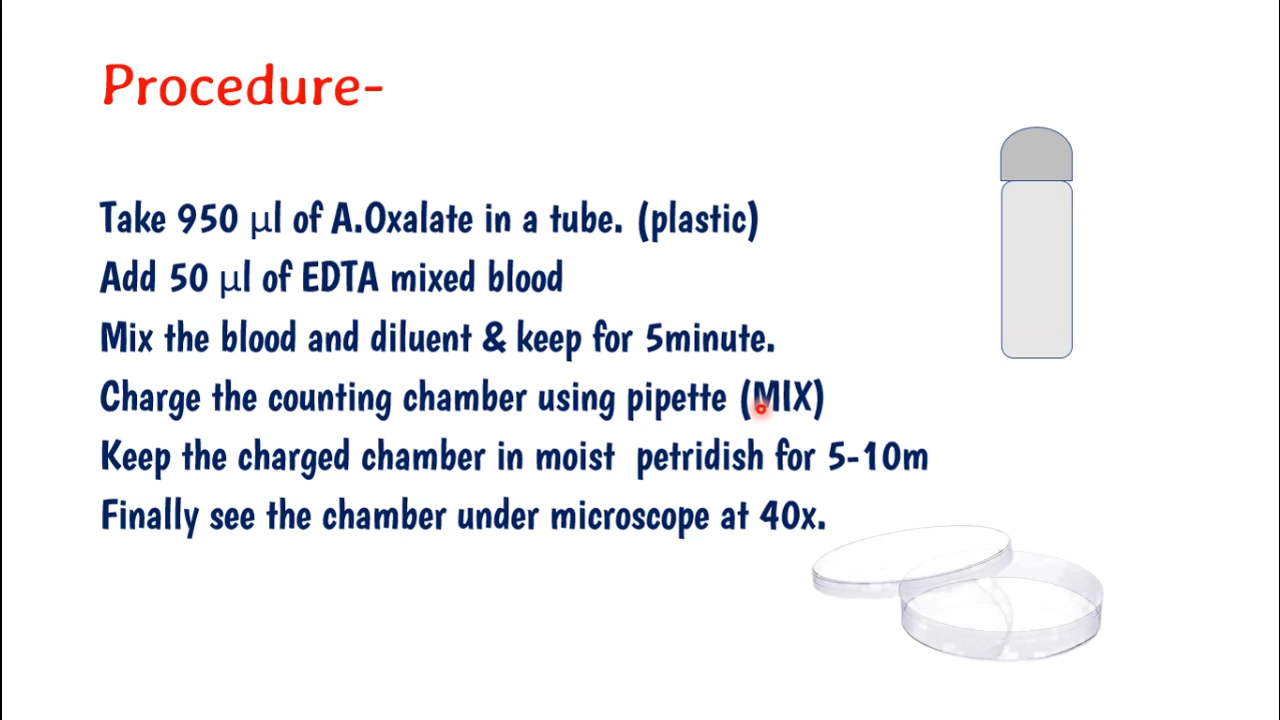 Procedure-
Take 950 μl of A.Oxalate in a tube. (plastic)
Add 50 μl of EDTA mixed blood
Mix the blood and diluent & keep for 5minute.
Charge the counting chamber using pipette (MIX)
Keep the charged chamber in moist petridish for 5-10m
Finally see the chamber under microscope at 40x.